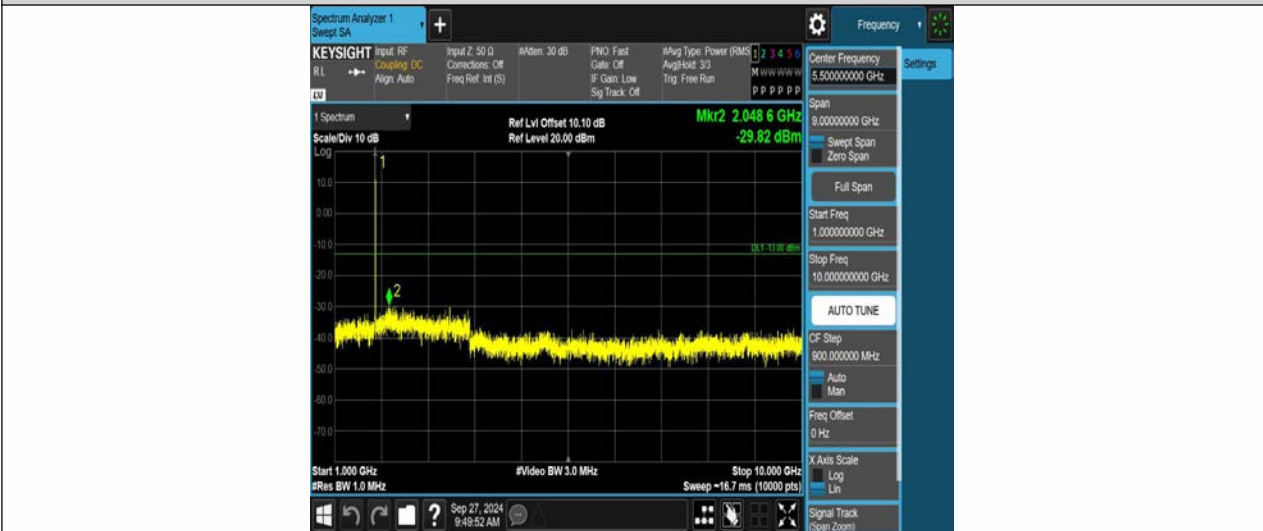 Spectrum Analyzer 1
Swept SA
+
Frequency
KEYSIGHT
RL
Input: RF
Coupling: DC
Align: Auto
Input Z: 50 Ω
Corrections: Off
Freq Ref: Int (S)
#Atten: 30 dB
PNO: Fast
Gate: Off
IF Gain: Low
Sig Track: Off
#Avg Type: Power (RMS
Avg|Hold: 3/3
Trig: Free Run
1 2 3 4 5 6
M W W W W W
P P P P P P
1 Spectrum
Scale/Div 10 dB
Log
Ref Lvl Offset 10.10 dB
Ref Level 20.00 dBm
Mkr2 2.048 6 GHz
-29.82 dBm
1
2
DL1 -13.00 dBm
10.0
0.00
-10.0
-20.0
-30.0
-40.0
-50.0
-60.0
-70.0
Start 1.000 GHz
#Res BW 1.0 MHz
#Video BW 3.0 MHz
Stop 10.000 GHz
Sweep ~16.7 ms (10000 pts)
Center Frequency
5.500000000 GHz
Settings
Span
9.00000000 GHz
Swept Span
Zero Span
Full Span
Start Freq
1.000000000 GHz
Stop Freq
10.000000000 GHz
AUTO TUNE
CF Step
900.000000 MHz
Auto
Man
Freq Offset
0 Hz
X Axis Scale
Log
Lin
Signal Track
(Span Zoom)
?
Sep 27, 2024
9:49:52 AM